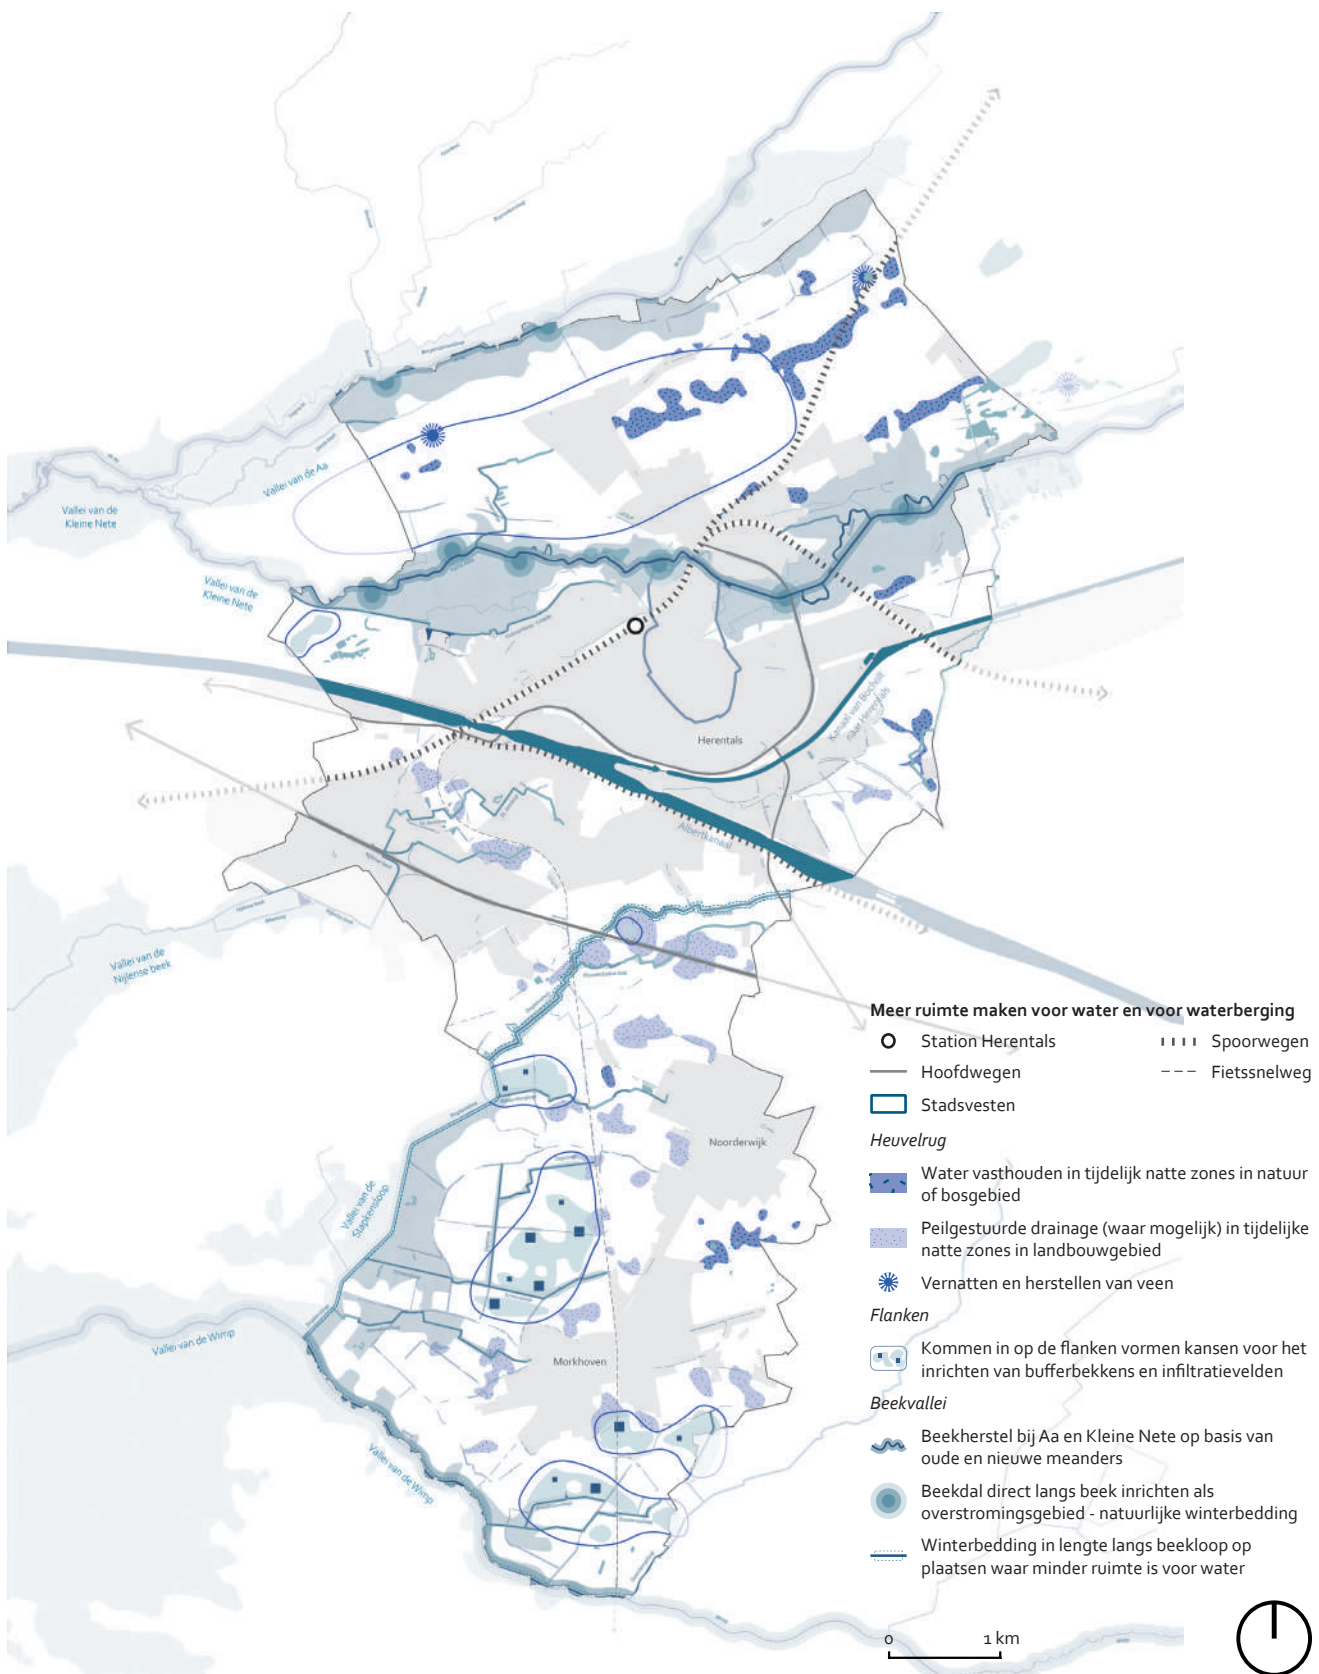 Vallei van de Aa
Vallei van de
Kleine Nete
Vallei van de
Kleine Nete
Herentals
Kanaal van Bocholt
naar Herentals
Albertkanaal
Vallei van de
Nijlense beek
Noorderwijk
Vallei van de
Stapkensloop
Vallei van de Wimp
Morkhoven
Vallei van de Wimp
Meer ruimte maken voor water en voor waterberging
Station Herentals
Spoorwegen
Hoofdwegen
Fietssnelweg
Stadsvesten
Heuvelrug
Water vasthouden in tijdelijk natte zones in natuur
of bosgebied
Peilgestuurde drainage (waar mogelijk) in tijdelijke
natte zones in landbouwgebied
Vernatten en herstellen van veen
Flanken
Kommen in op de flanken vormen kansen voor het
inrichten van bufferbekkens en infiltratievelden
Beekvallei
Beekherstel bij Aa en Kleine Nete op basis van
oude en nieuwe meanders
Beekdal direct langs beek inrichten als
overstromingsgebied - natuurlijke winterbedding
Winterbedding in lengte langs beekloop op
plaatsen waar minder ruimte is voor water
0 1 km